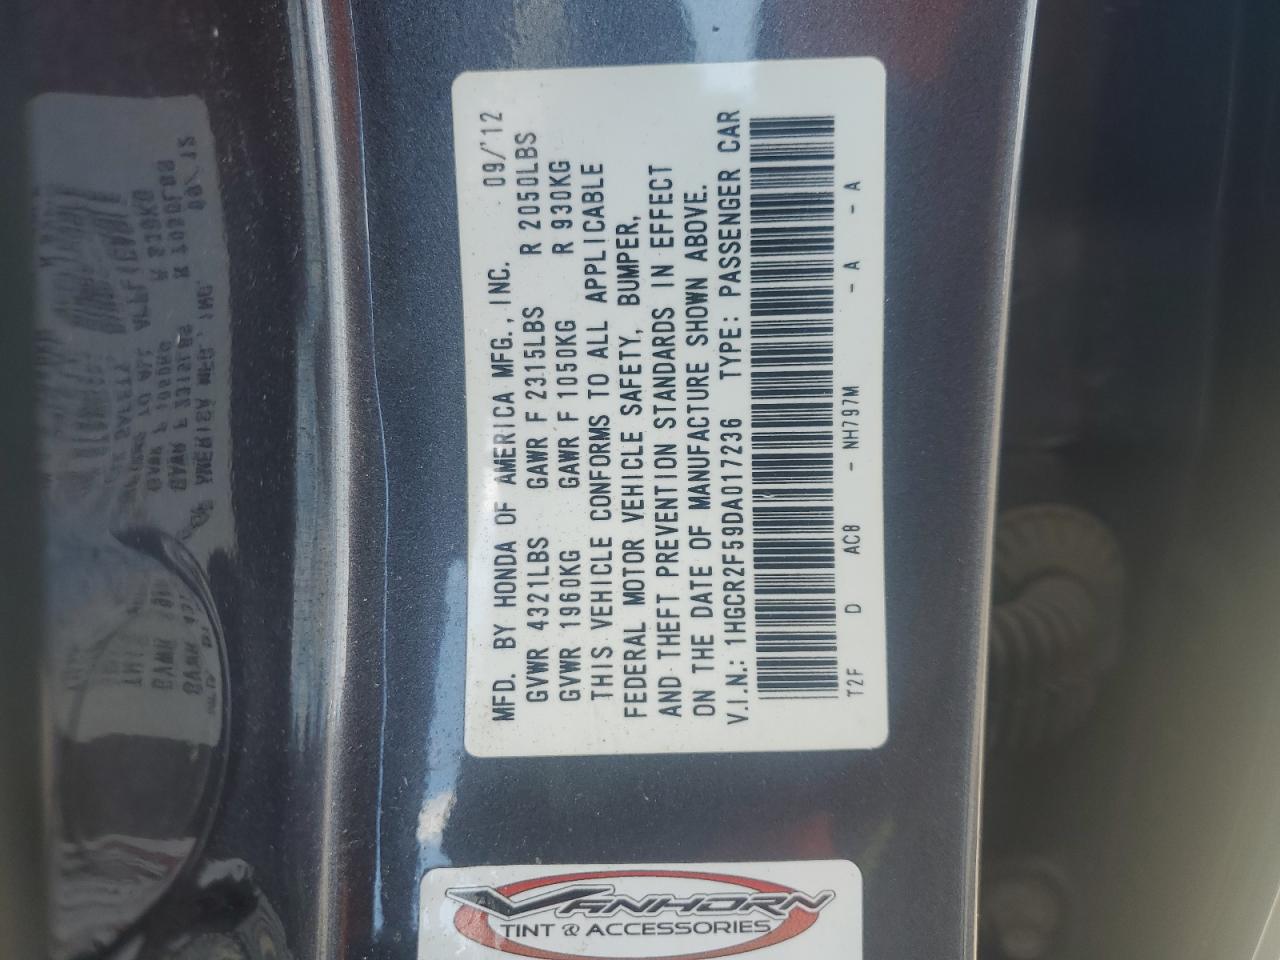 MFD. BY HONDA OF AMERICA MFG., INC. 09/'12
GVWR 4321LBS GAWR F 2315LBS R 2050LBS
GVWR 1960KG GAWR F 1050KG R 930KG
THIS VEHICLE CONFORMS TO ALL APPLICABLE
FEDERAL MOTOR VEHICLE SAFETY, BUMPER,
AND THEFT PREVENTION STANDARDS IN EFFECT
ON THE DATE OF MANUFACTURE SHOWN ABOVE.
V.I.N.: 1HGCR2F59DA017236 TYPE: PASSENGER CAR
T2F D AC8 - NH797M - A - A
VANHORN
TINT & ACCESSORIES